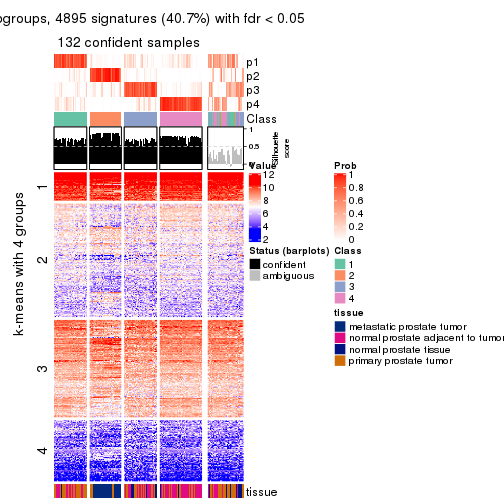 ogroups, 4895 signatures (40.7%) with fdr < 0.05
132 confident samples
p1
p2
p3
p4
Class
1
0.5
0
Silhouette
score
k-means with 4 groups
1
2
3
4
tissue
Value
12
10
8
6
4
2
Prob
1
0.8
0.6
0.4
0.2
0
Status (barplots)
confident
ambiguous
Class
1
2
3
4
tissue
metastatic prostate tumor
normal prostate adjacent to tumor
normal prostate tissue
primary prostate tumor